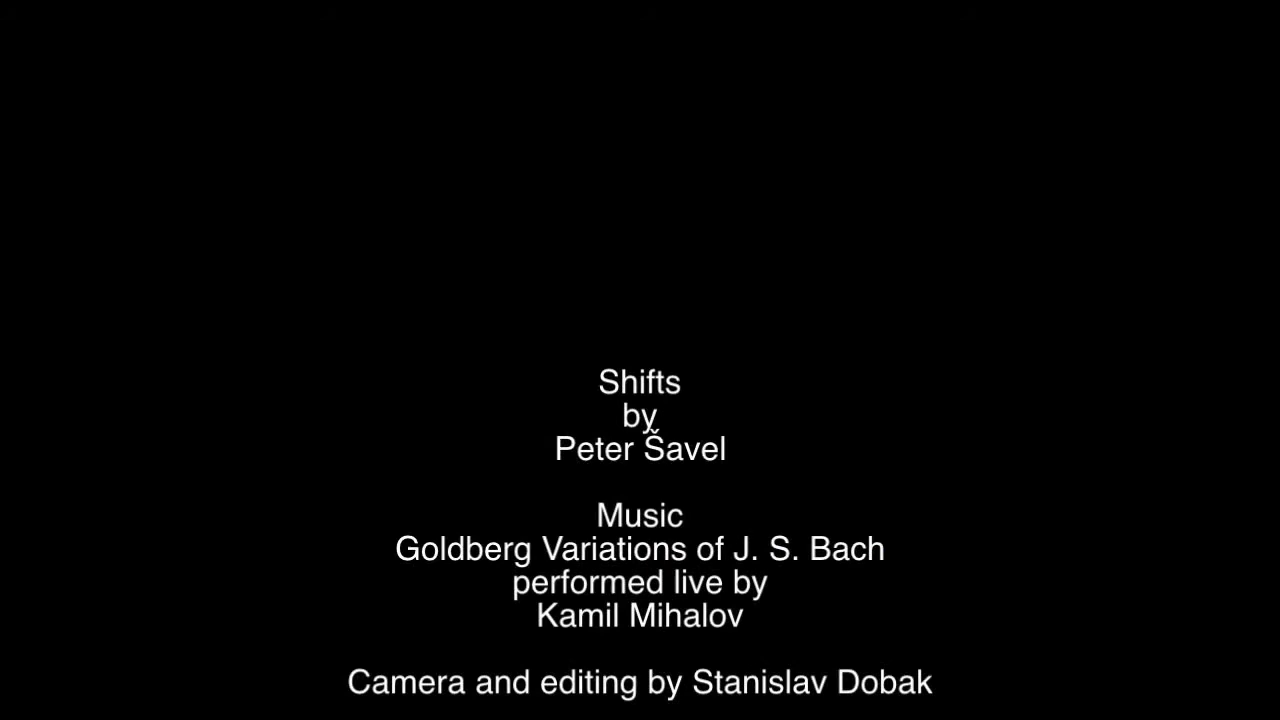 Shifts
by
Peter Šavel
Music
Goldberg Variations of J. S. Bach
performed live by
Kamil Mihalov
Camera and editing by Stanislav Dobak